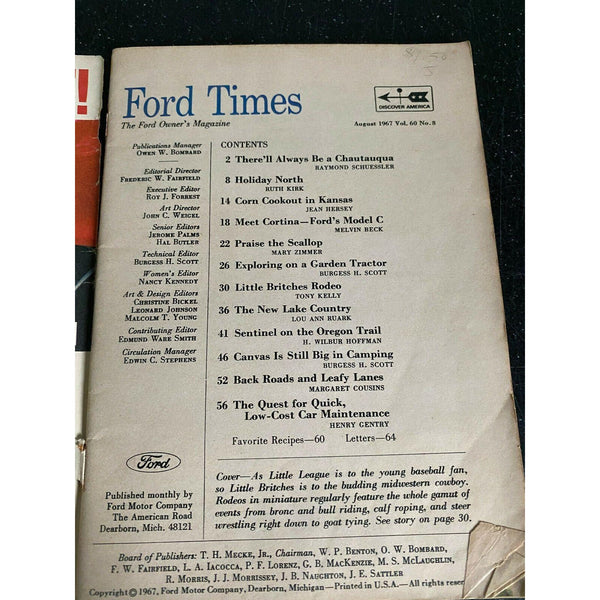 !
Ford Times
The Ford Owner's Magazine
DISCOVER AMERICA
August 1967 Vol. 60 No. 8
Publications Manager
OWEN W. BOMBARD
Editorial Director
FREDERIC W. FAIRFIELD
Executive Editor
ROY J. FORREST
Art Director
JOHN C. WEIGEL
Senior Editors
JEROME PALMS
HAL BUTLER
Technical Editor
BURGESS H. SCOTT
Women's Editor
NANCY KENNEDY
Art & Design Editors
CHRISTINE BICKEL
LEONARD JOHNSON
MALCOLM T. YOUNG
Contributing Editor
EDMUND WARE SMITH
Circulation Manager
EDWIN C. STEPHENS
Ford
Published monthly by
Ford Motor Company
The American Road
Dearborn, Mich. 48121
CONTENTS
2 There'll Always Be a Chautauqua
RAYMOND SCHUESSLER
8 Holiday North
RUTH KIRK
14 Corn Cookout in Kansas
JEAN HERSEY
18 Meet Cortina—Ford's Model C
MELVIN BECK
22 Praise the Scallop
MARY ZIMMER
26 Exploring on a Garden Tractor
BURGESS H. SCOTT
30 Little Britches Rodeo
TONY KELLY
36 The New Lake Country
LOU ANN RUARK
41 Sentinel on the Oregon Trail
H. WILBUR HOFFMAN
46 Canvas Is Still Big in Camping
BURGESS H. SCOTT
52 Back Roads and Leafy Lanes
MARGARET COUSINS
56 The Quest for Quick,
Low-Cost Car Maintenance
HENRY GENTRY
Favorite Recipes—60 Letters—64
Cover—As Little League is to the young baseball fan,
so Little Britches is to the budding midwestern cowboy.
Rodeos in miniature regularly feature the whole gamut of
events from bronc and bull riding, calf roping, and steer
wrestling right down to goat tying. See story on page 30.
Board of Publishers: T. H. MECKE, JR., Chairman, W. P. BENTON, O. W. BOMBARD,
F. W. FAIRFIELD, L. A. IACOCCA, P. F. LORENZ, G. B. MACKENZIE, M. S. MCLAUGHLIN,
R. MORRIS, J. J. MORRISSEY, J. B. NAUGHTON, J. E. SATTLER
Copyright © 1967, Ford Motor Company, Dearborn, Michigan—Printed in U.S.A.—All rights reser